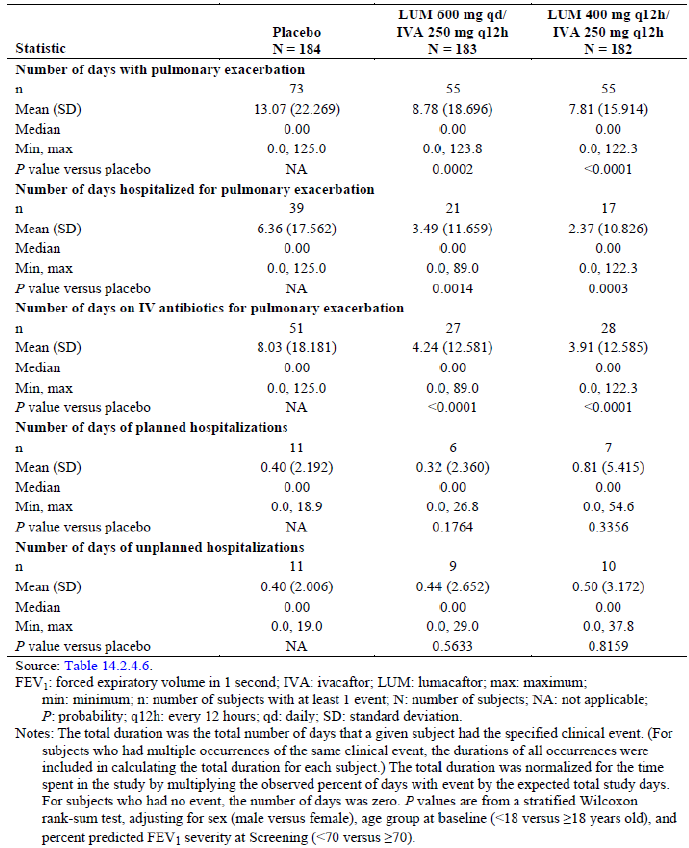 LUM 600 mg qd/ LUM 400 mg q12h/
Placebo IVA 250 mg q12h IVA 250 mg q12h
Statistic N = 184 N = 183 N = 182
Number of days with pulmonary exacerbation
n 73 55 55
Mean (SD) 13.07 (22.269) 8.78 (18.696) 7.81 (15.914)
Median 0.00 0.00 0.00
Min, max 0.0, 125.0 0.0, 123.8 0.0, 122.3
P value versus placebo NA 0.0002 <0.0001
Number of days hospitalized for pulmonary exacerbation
n 39 21 17
Mean (SD) 6.36 (17.562) 3.49 (11.659) 2.37 (10.826)
Median 0.00 0.00 0.00
Min, max 0.0, 125.0 0.0, 89.0 0.0, 122.3
P value versus placebo NA 0.0014 0.0003
Number of days on IV antibiotics for pulmonary exacerbation
n 51 27 28
Mean (SD) 8.03 (18.181) 4.24 (12.581) 3.91 (12.585)
Median 0.00 0.00 0.00
Min, max 0.0, 125.0 0.0, 89.0 0.0, 122.3
P value versus placebo NA <0.0001 <0.0001
Number of days of planned hospitalizations
n 11 6 7
Mean (SD) 0.40 (2.192) 0.32 (2.360) 0.81 (5.415)
Median 0.00 0.00 0.00
Min, max 0.0, 18.9 0.0, 26.8 0.0, 54.6
P value versus placebo NA 0.1764 0.3356
Number of days of unplanned hospitalizations
n 11 9 10
Mean (SD) 0.40 (2.006) 0.44 (2.652) 0.50 (3.172)
Median 0.00 0.00 0.00
Min, max 0.0, 19.0 0.0, 29.0 0.0, 37.8
P value versus placebo NA 0.5633 0.8159
Source: Table 14.2.4.6.
FEV1: forced expiratory volume in 1 second; IVA: ivacaftor; LUM: lumacaftor; max: maximum;
min: minimum; n: number of subjects with at least 1 event; N: number of subjects; NA: not applicable;
P: probability; q12h: every 12 hours; qd: daily; SD: standard deviation.
Notes: The total duration was the total number of days that a given subject had the specified clinical event. (For
subjects who had multiple occurrences of the same clinical event, the durations of all occurrences were
included in calculating the total duration for each subject.) The total duration was normalized for the time
spent in the study by multiplying the observed percent of days with event by the expected total study days.
For subjects who had no event, the number of days was zero. P values are from a stratified Wilcoxon
rank-sum test, adjusting for sex (male versus female), age group at baseline (<18 versus ≥18 years old), and
percent predicted FEV1 severity at Screening (<70 versus ≥70).